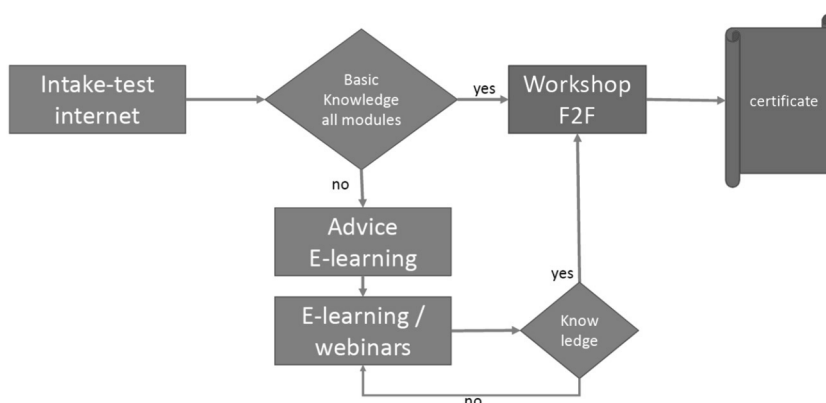 Intake-test
internet
Basic
Knowledge
all modules
yes
Workshop
F2F
certificate
no
Advice
E-learning
E-learning /
webinars
yes
Know
ledge
no